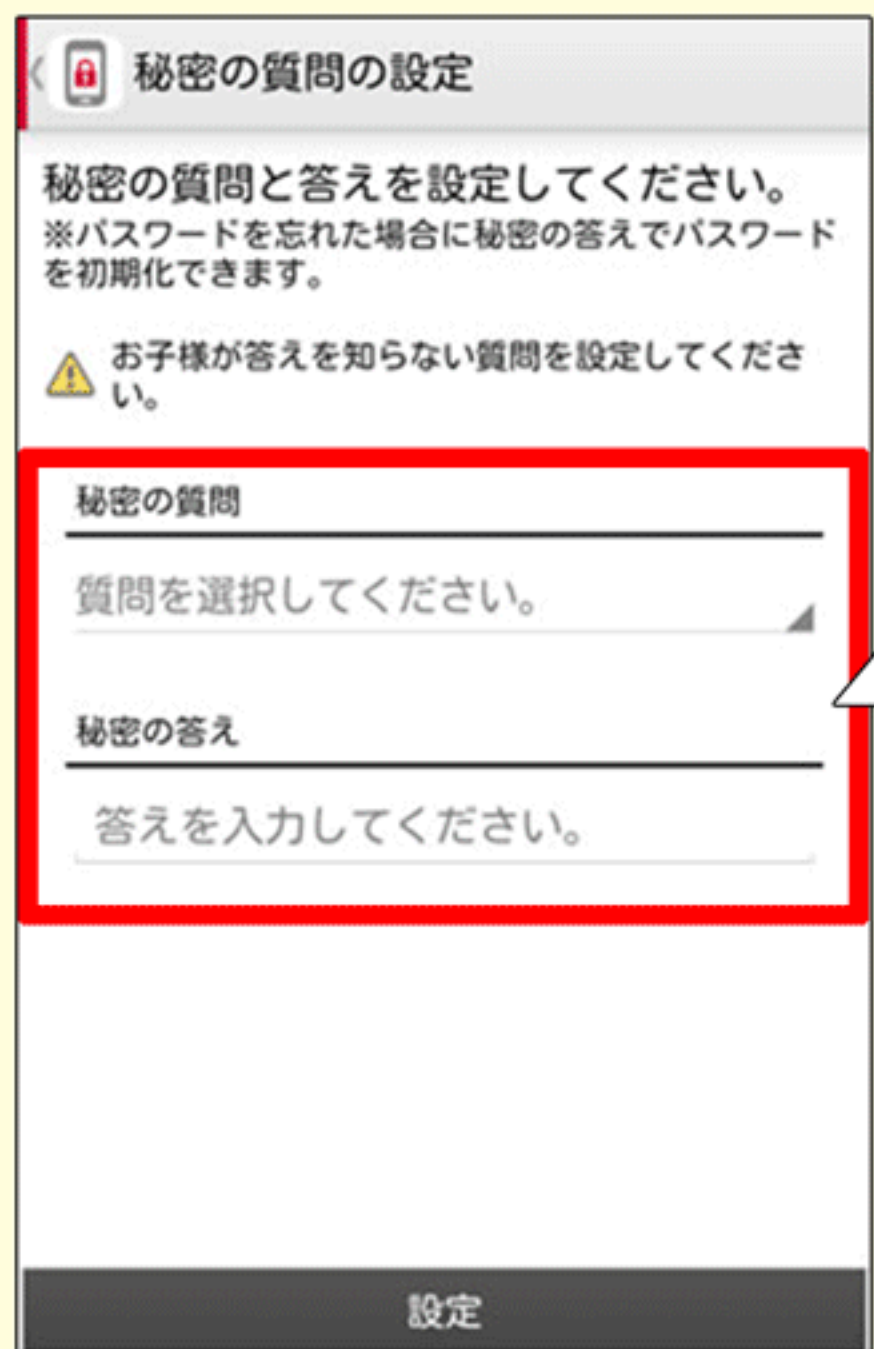 秘密の質問の設定
秘密の質問と答えを設定してください。
※パスワードを忘れた場合に秘密の答えでパスワード
を初期化できます。
お子様が答えを知らない質問を設定してくださ
い。
秘密の質問
質問を選択してください。
秘密の答え
答えを入力してください。
設定